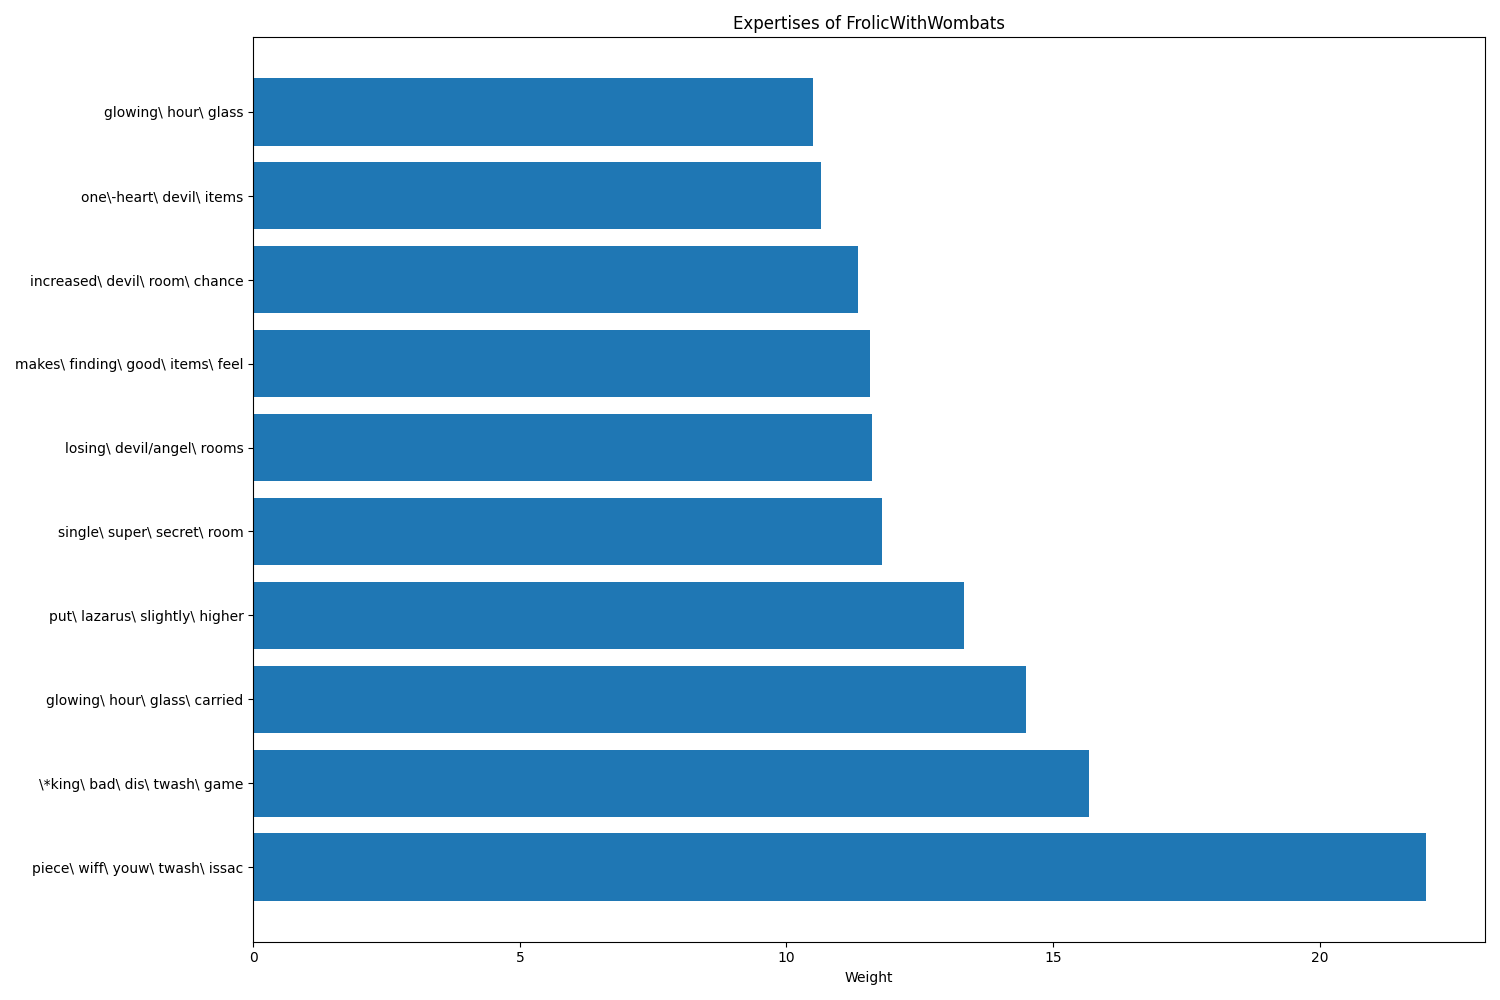 Expertises of FrolicWithWombats
glowing\ hour\ glass
one\-heart\ devil\ items
increased\ devil\ room\ chance
makes\ finding\ good\ items\ feel
losing\ devil/angel\ rooms
single\ super\ secret\ room
put\ lazarus\ slightly\ higher
glowing\ hour\ glass\ carried
\*king\ bad\ dis\ twash\ game
piece\ wiff\ youw\ twash\ issac
0 5 10 15 20
Weight